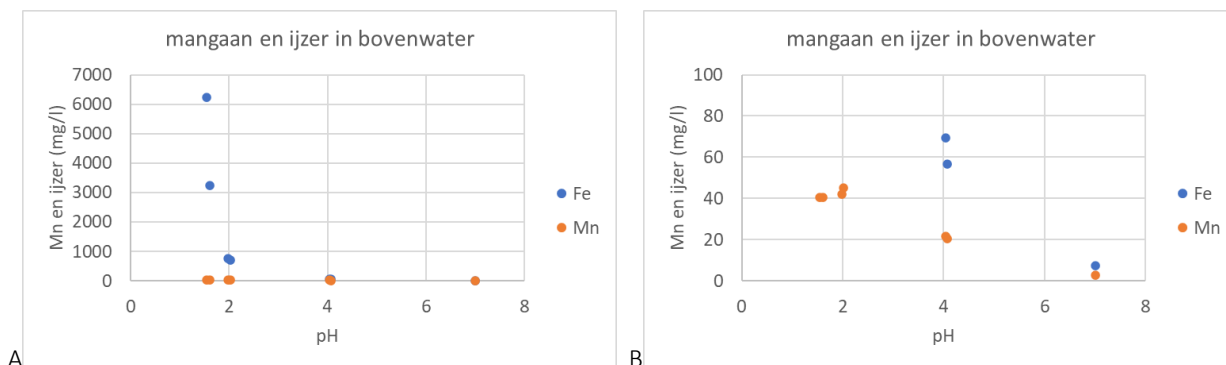 mangaan en ijzer in bovenwater
Mn en ijzer (mg/l)
7000
6000
5000
4000
3000
2000
1000
0
0 2 4 6 8
pH
Fe
Mn
A
mangaan en ijzer in bovenwater
Mn en ijzer (mg/l)
100
80
60
40
20
0
0 2 4 6 8
pH
Fe
Mn
B